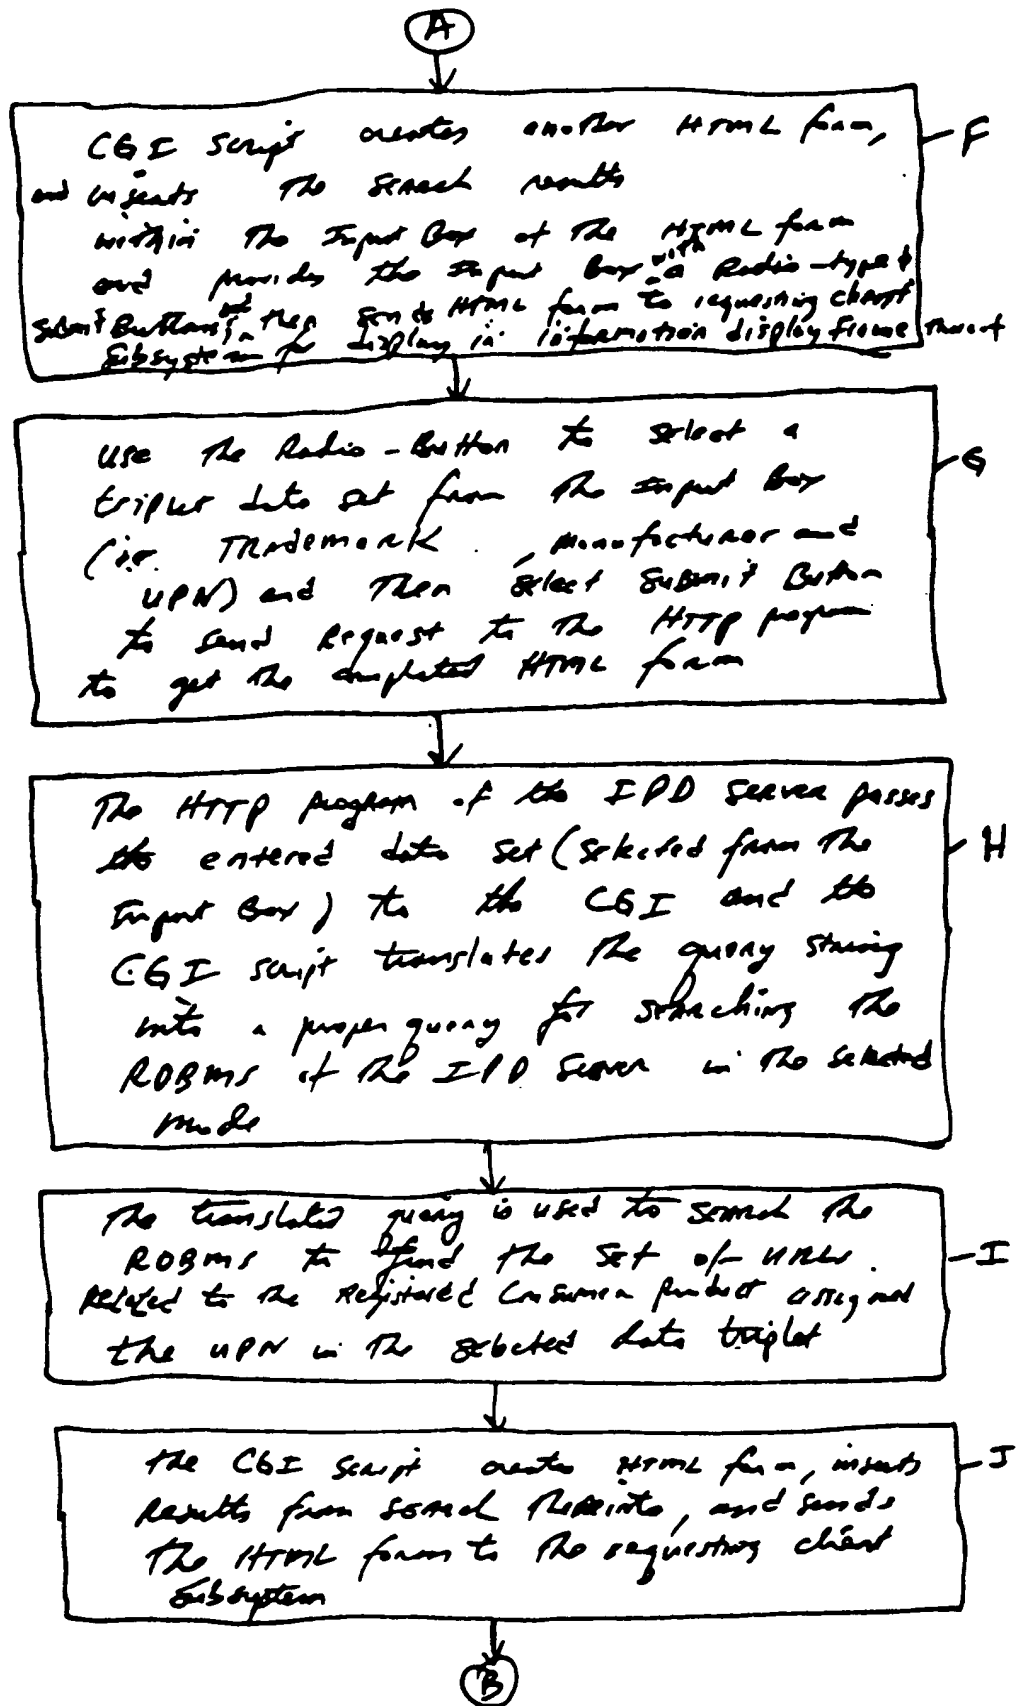 A
CGI script creates another HTML form, F
and inserts the search results
within the Input Box of the HTML form
and provides the Input Box with a Radio-type &
Submit Buttons, and then sends HTML form to requesting client
Subsystem for display in information display frame thereof
Use the Radio-Button to select a G
triplet data set from the Input Box
(i.e. Trademark, manufacturer and
UPN) and then select Submit Button
to send Request to the HTTP program
to get the completed HTML form
The HTTP program of the IPD Server passes
the entered data set (selected from the H
Input Box) to the CGI and the
CGI script translates the query string
into a proper query for searching the
RDBMS of the IPD Server in the selected
mode
The translated query is used to search the
RDBMS to find the set of URLs I
Related to the Registered Consumer product assigned
the UPN in the selected data triplet
the CGI Script creates HTML form, inserts J
Results from search thereinto, and sends
the HTML form to the requesting client
Subsystem
B